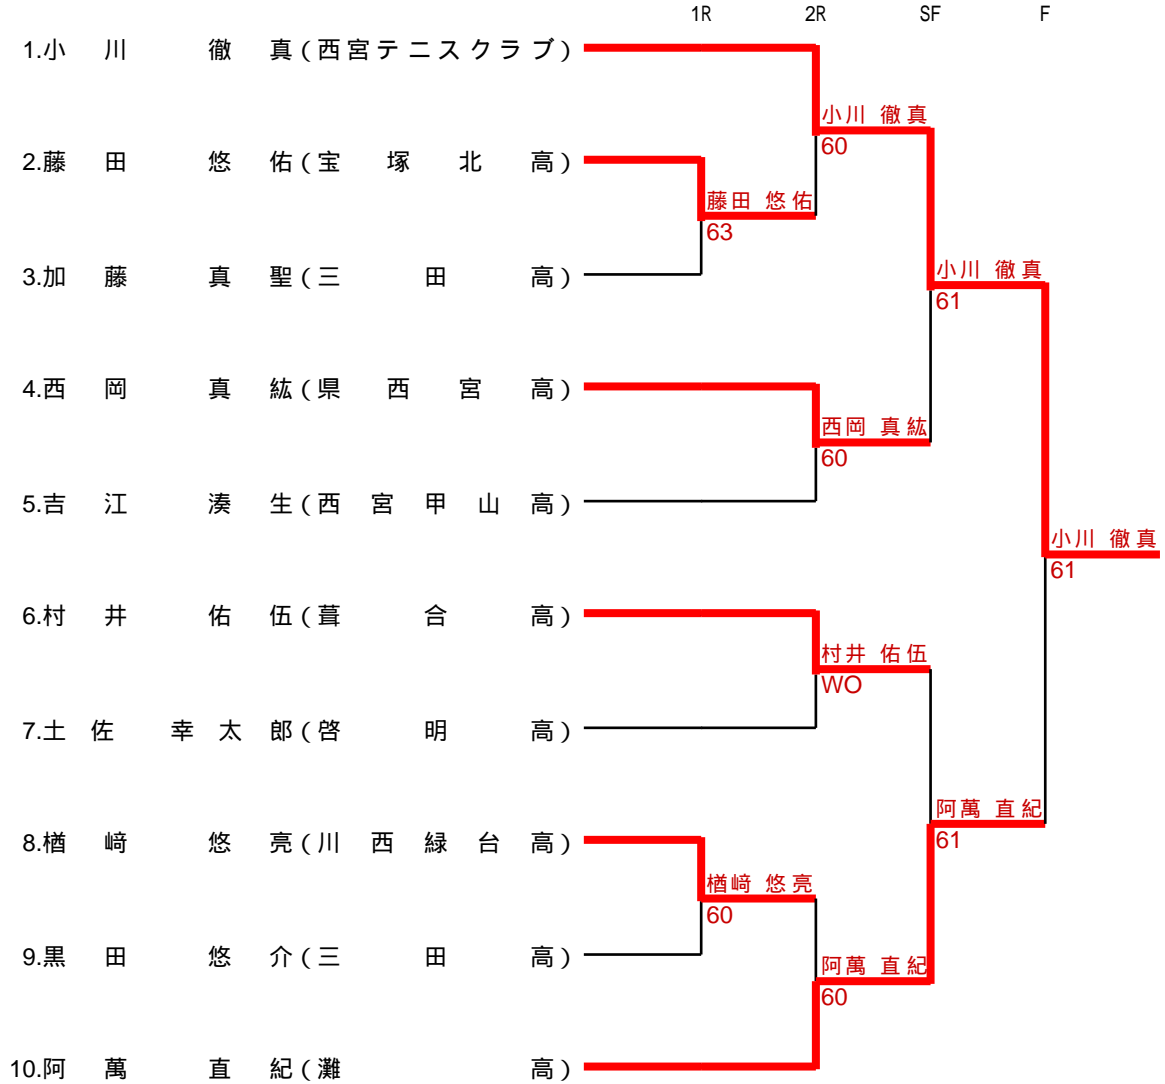 1R 2R SF F
1.小川 徹真(西宮テニスクラブ)
小川 徹真
60
2.藤田 悠佑(宝塚北高)
藤田 悠佑
63
小川 徹真
61
3.加藤 真聖(三田高)
4.西岡 真紘(県西宮高)
西岡 真紘
60
5.吉江 湊生(西宮甲山高)
小川 徹真
61
6.村井 佑伍(葺合高)
村井 佑伍
WO
7.土佐 幸太郎(啓明高)
阿萬 直紀
61
8.楢﨑 悠亮(川西緑台高)
楢﨑 悠亮
60
9.黒田 悠介(三田高)
阿萬 直紀
60
10.阿萬 直紀(灘高)